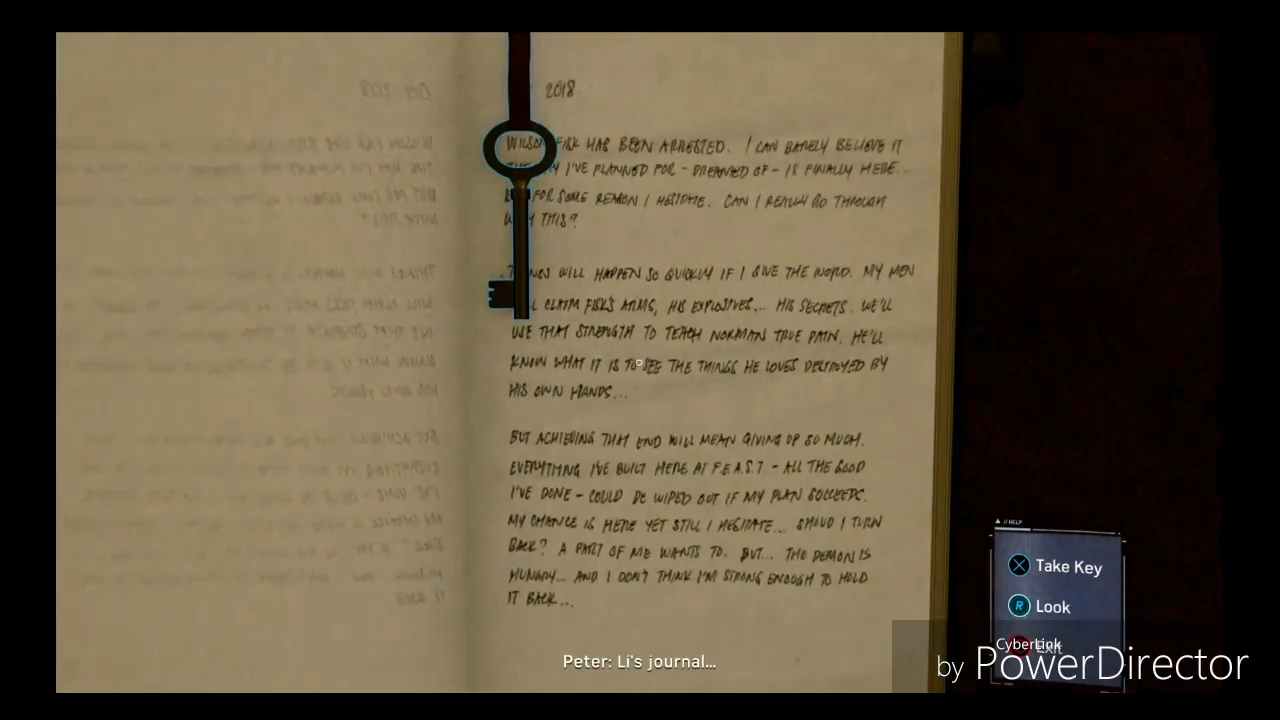 2018
WILSON FISK HAS BEEN ARRESTED. I CAN BARELY BELIEVE IT
I'VE PLANNED FOR - DREAMED OF - IS FINALLY HERE...
FOR SOME REASON I HESITATE. CAN I REALLY GO THROUGH
THIS?
WILL HAPPEN SO QUICKLY IF I GIVE THE WORD. MY MEN
CLAIM FISK'S ARMS, HIS EXPLOSIVES... HIS SECRETS. WE'LL
USE THAT STRENGTH TO TEACH NORMAN TRUE PAIN. HE'LL
KNOW WHAT IT IS TO SEE THE THINGS HE LOVES DESTROYED BY
HIS OWN HANDS...
BUT ACHIEVING THAT END WILL MEAN GIVING UP SO MUCH.
EVERYTHING I'VE BUILT HERE AT F.E.A.S.T. - ALL THE GOOD
I'VE DONE - COULD BE WIPED OUT IF MY PLAN SUCCEEDS.
MY CHANCE IS HERE YET STILL I HESITATE... SHOULD I TURN
BACK? A PART OF ME WANTS TO. BUT... THE DEMON IS
HUNGRY... AND I DON'T THINK I'M STRONG ENOUGH TO HOLD
IT BACK...
Peter: Li's journal...
Take Key
R Look
Exit
CyberLink
by PowerDirector